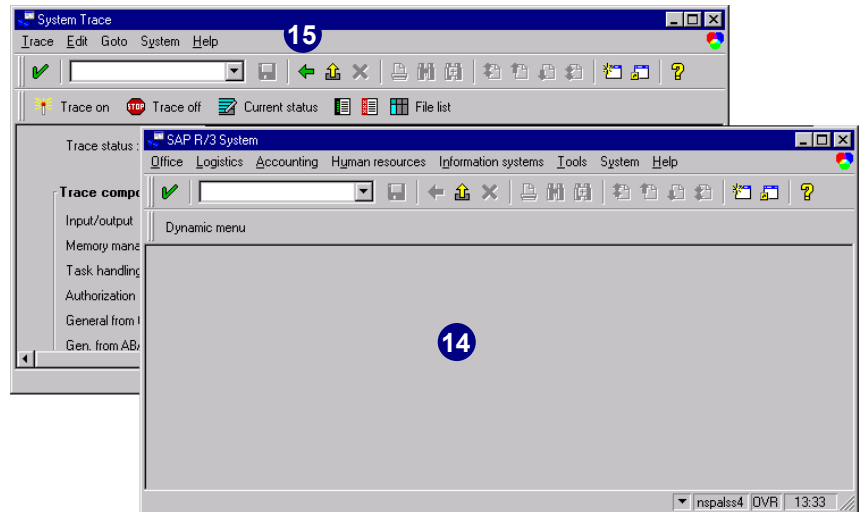 System Trace
Trace Edit Goto System Help
15
Trace on STOP Trace off Current status File list
Trace status :
SAP R/3 System
Office Logistics Accounting Human resources Information systems Tools System Help
Trace compo
Dynamic menu
Input/output
Memory mana
Task handling
Authorization
General from
Gen. from ABA
14
nspalss4 OVR 13:33